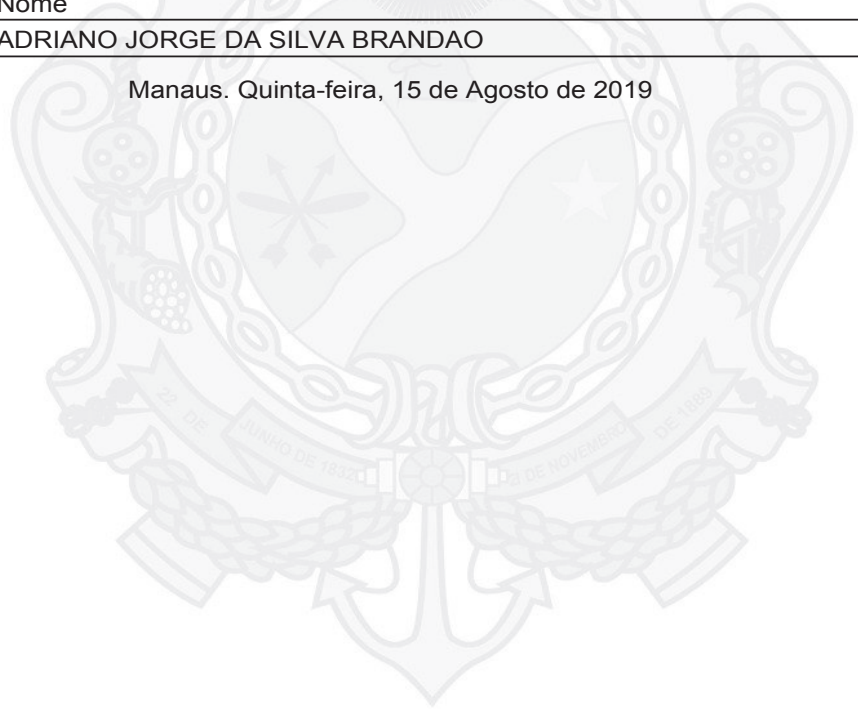 Nome
ADRIANO JORGE DA SILVA BRANDAO
Manaus. Quinta-feira, 15 de Agosto de 2019
22 DE
JUNHO DE 1832
21 DE NOVEMBRO
DE 1889